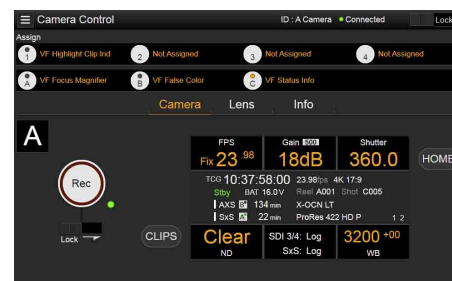 Camera Control ID : A Camera Connected Lock
Assign
1 VF Highlight Clip Ind 2 Not Assigned 3 Not Assigned 4 Not Assigned
A VF Focus Magnifier B VF False Color C VF Status Info
Camera Lens Info
A
FPS Gain 500 Shutter
Fix 23 .98 18dB 360.0 HOME
TCG 10:37:58:00 23.98fps 4K 17:9
Rec
Stby BAT 16.0V Reel A001 Shot C005
AXS 134 min X-OCN LT
SxS 22 min ProRes 422 HD P 1 2
Lock CLIPS
Clear SDI 3/4: Log 3200 +00
ND SxS: Log WB